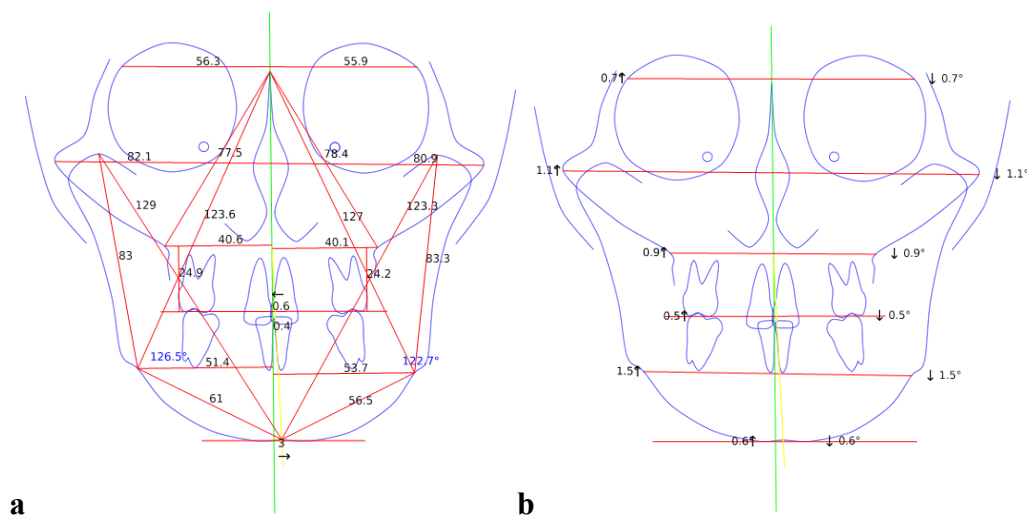 56.3 55.9
82.1 77.5 78.4 80.9
129 123.6 127 123.3
40.6 40.1
83 24.9 24.2 83.3
←
0.6
0.4
126.5° 51.4 53.7 122.7°
61 56.5
3
→
a
0.7↑ ↓ 0.7°
1.1↑ ↓ 1.1°
0.9↑ ↓ 0.9°
0.5↑ ↓ 0.5°
1.5↑ ↓ 1.5°
0.6↑ ↓ 0.6°
b